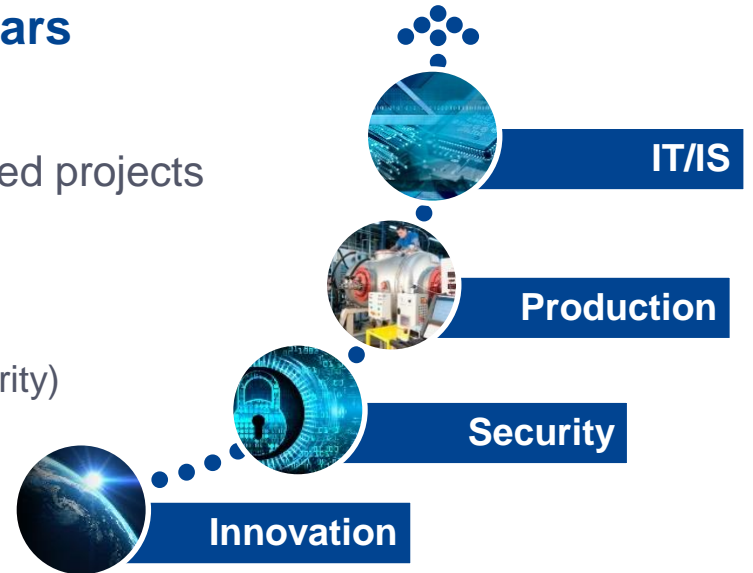 ars
ed projects
rity)
IT/IS
Production
Security
Innovation